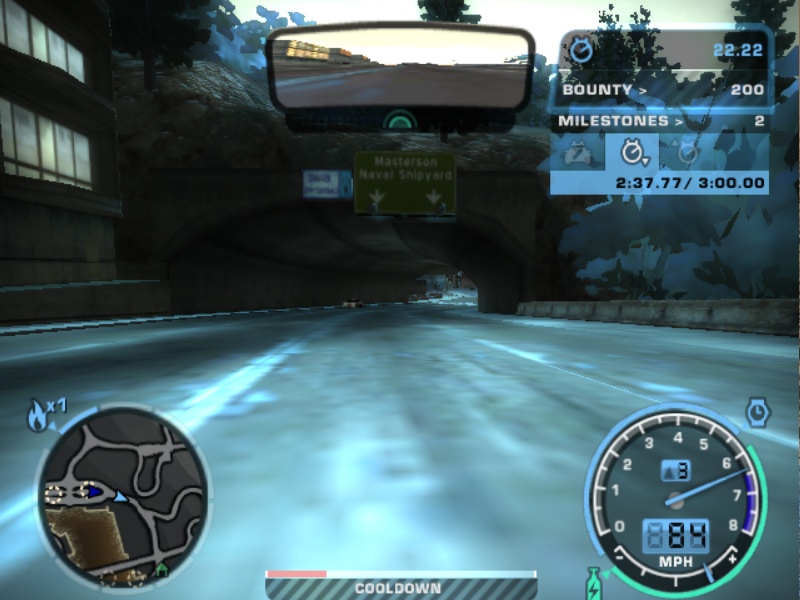 22.22
BOUNTY > 200
MILESTONES > 2
2:37.77/ 3:00.00
Masterson
Naval Shipyard
x1
0 1 2 3 4 5 6 7 8
3
84
MPH
COOLDOWN